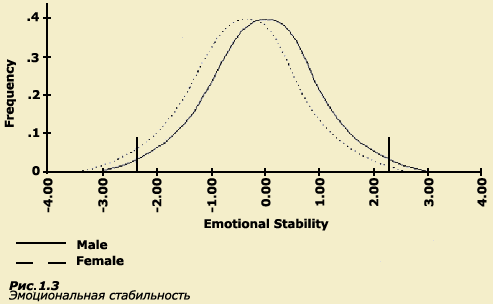 .4
.3
.2
.1
0
Frequency
-4.00
-3.00
-2.00
-1.00
0.00
1.00
2.00
3.00
4.00
Emotional Stability
Male
Female
Рис.1.3
Эмоциональная стабильность